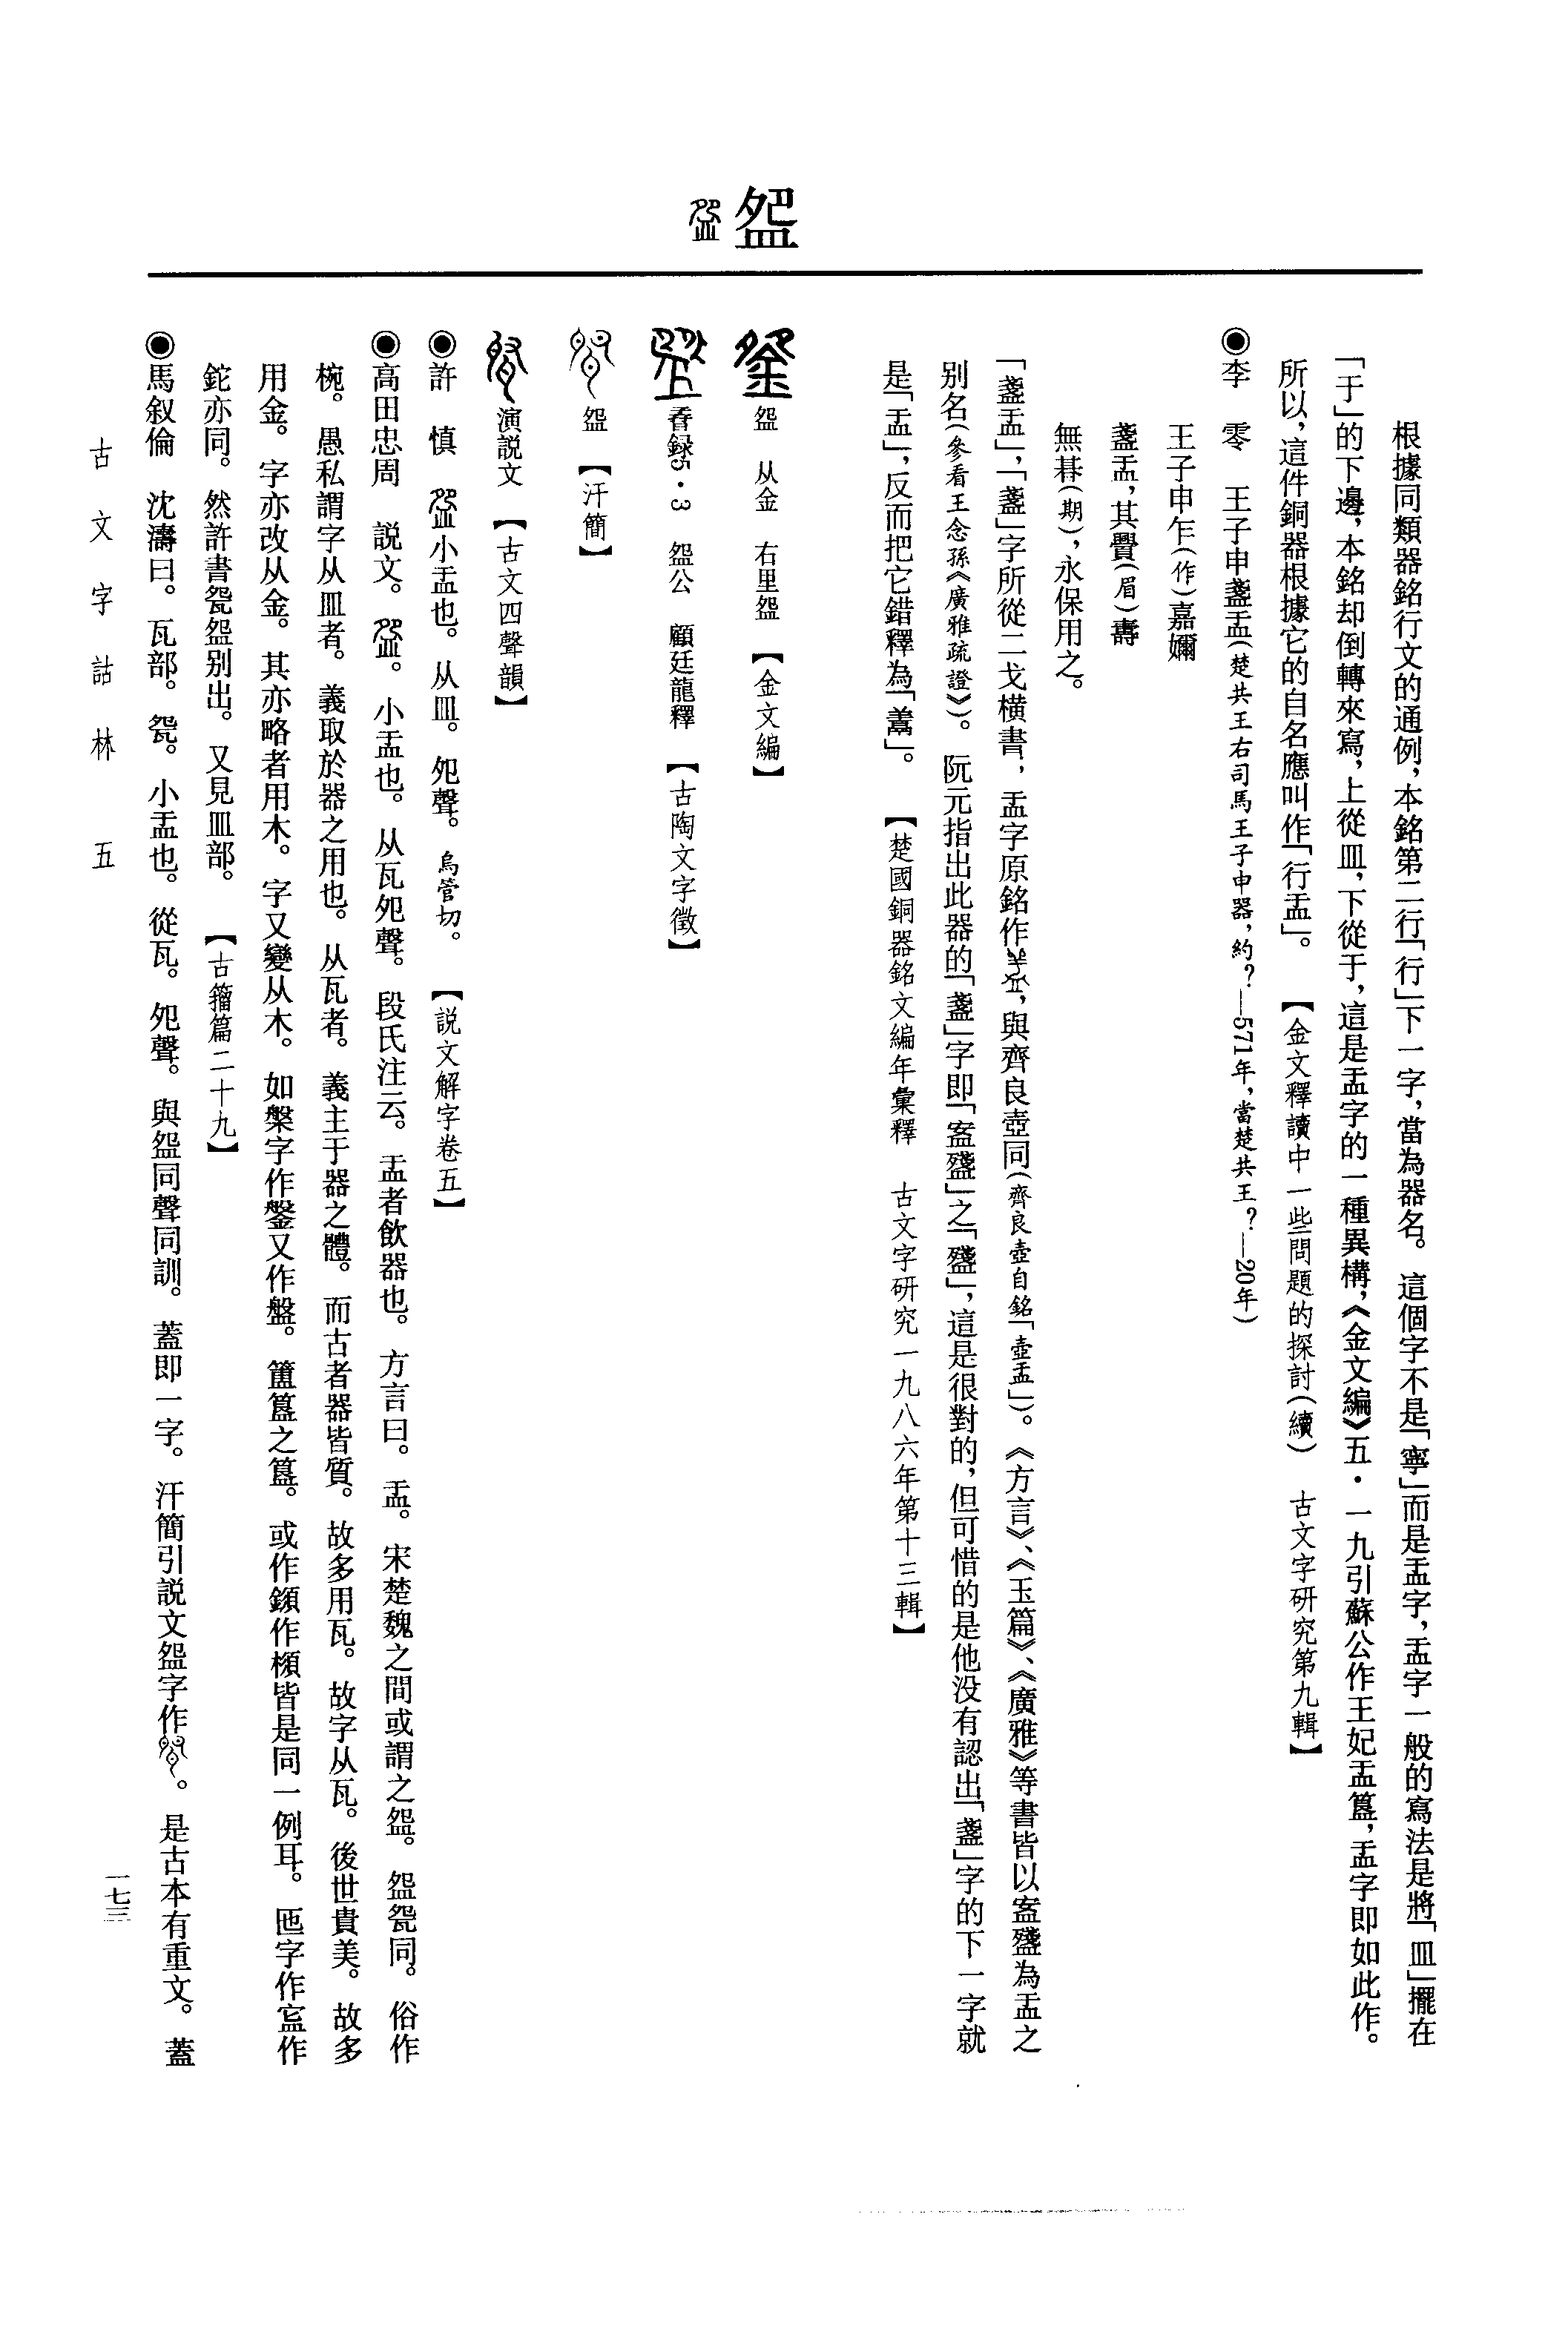 盌
根據同類器銘行文的通例，本銘第二行「行」下一字，當為器名。這個字不是「寧」而是盂字，盂字一般的寫法是將「皿」擺在
「于」的下邊，本銘却倒轉來寫，上從皿，下從于，這是盂字的一種異構，《金文編》五·一九引蘇公作王妃盂簋，盂字即如此作。
所以，這件銅器根據它的自名應叫作「行盂」。【金文釋讀中一些問題的探討（續） 古文字研究第九輯】
◉李 零 王子申盞盂（楚共王右司馬王子申器，約？—571年，當楚共王？—20年）
王子申乍（作）嘉嬭
盞盂，其釁（眉）壽
無朞（期），永保用之。
「盞盂」，「盞」字所從二戈橫書，盂字原銘作，與齊良壺同（齊良壺自銘「壺盂」）。《方言》、《玉篇》、《廣雅》等書皆以盌盞為盂之
别名（參看王念孫《廣雅疏證》）。阮元指出此器的「盞」字即「盌盞」之「盞」，這是很對的，但可惜的是他没有認出「盞」字的下一字就
是「盂」，反而把它錯釋為「」。【楚國銅器銘文編年彙釋 古文字研究一九八六年第十三輯】
盌 从金 右里盌 【金文編】
孴録5·3 盌公 顧廷龍釋 【古陶文字徵】
盌 【汗簡】
演説文 【古文四聲韻】
◉許 慎 小盂也。从皿。夗聲。烏管切。【説文解字卷五】
◉高田忠周 説文。小盂也。从瓦夗聲。段氏注云。盂者飲器也。方言曰。盂。宋楚魏之間或謂之盌。盌㼝同。俗作
椀。愚私謂字从皿者。義取於器之用也。从瓦者。義主于器之體。而古者器皆質。故多用瓦。故字从瓦。後世貴美。故多
用金。字亦改从金。其亦略者用木。字又變从木。如槃字作鎜又作盤。簠簋之簋。或作作皆是同一例耳。匜字作作
鉈亦同。然許書㼝盌别出。又見皿部。【古籀篇二十九】
◉馬叙倫 沈濤曰。瓦部。㼝。小盂也。從瓦。夗聲。與盌同聲同訓。蓋即一字。汗簡引説文盌字作。是古本有重文。蓋
古文字詁林 五
一七三